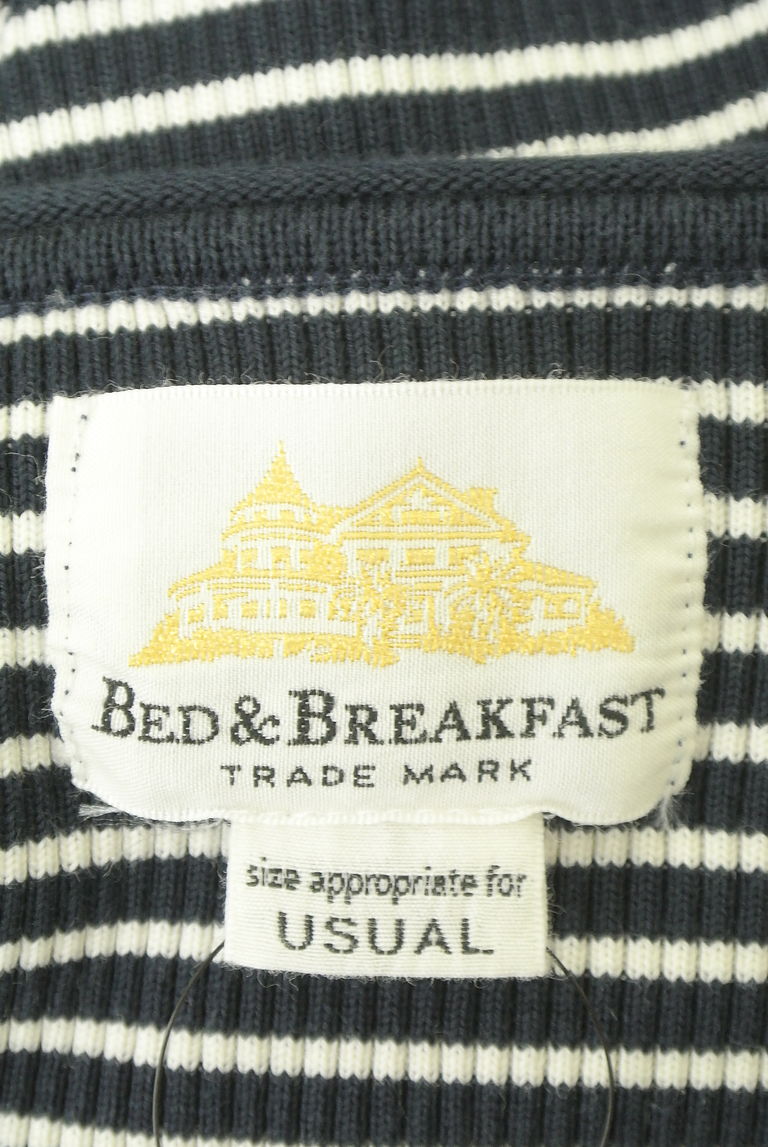 BED & BREAKFAST
TRADE MARK
size appropriate for
USUAL